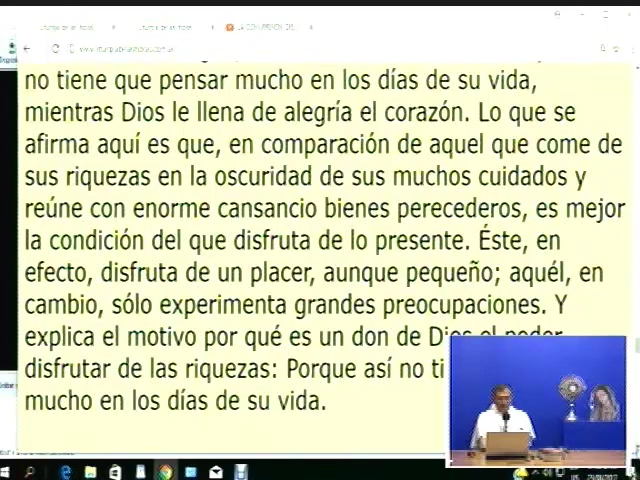 no tiene que pensar mucho en los días de su vida,
mientras Dios le llena de alegría el corazón. Lo que se
afirma aquí es que, en comparación de aquel que come de
sus riquezas en la oscuridad de sus muchos cuidados y
reúne con enorme cansancio bienes perecederos, es mejor
la condición del que disfruta de lo presente. Éste, en
efecto, disfruta de un placer, aunque pequeño; aquél, en
cambio, sólo experimenta grandes preocupaciones. Y
explica el motivo por qué es un don de Dios el poder
disfrutar de las riquezas: Porque así no ti
mucho en los días de su vida.